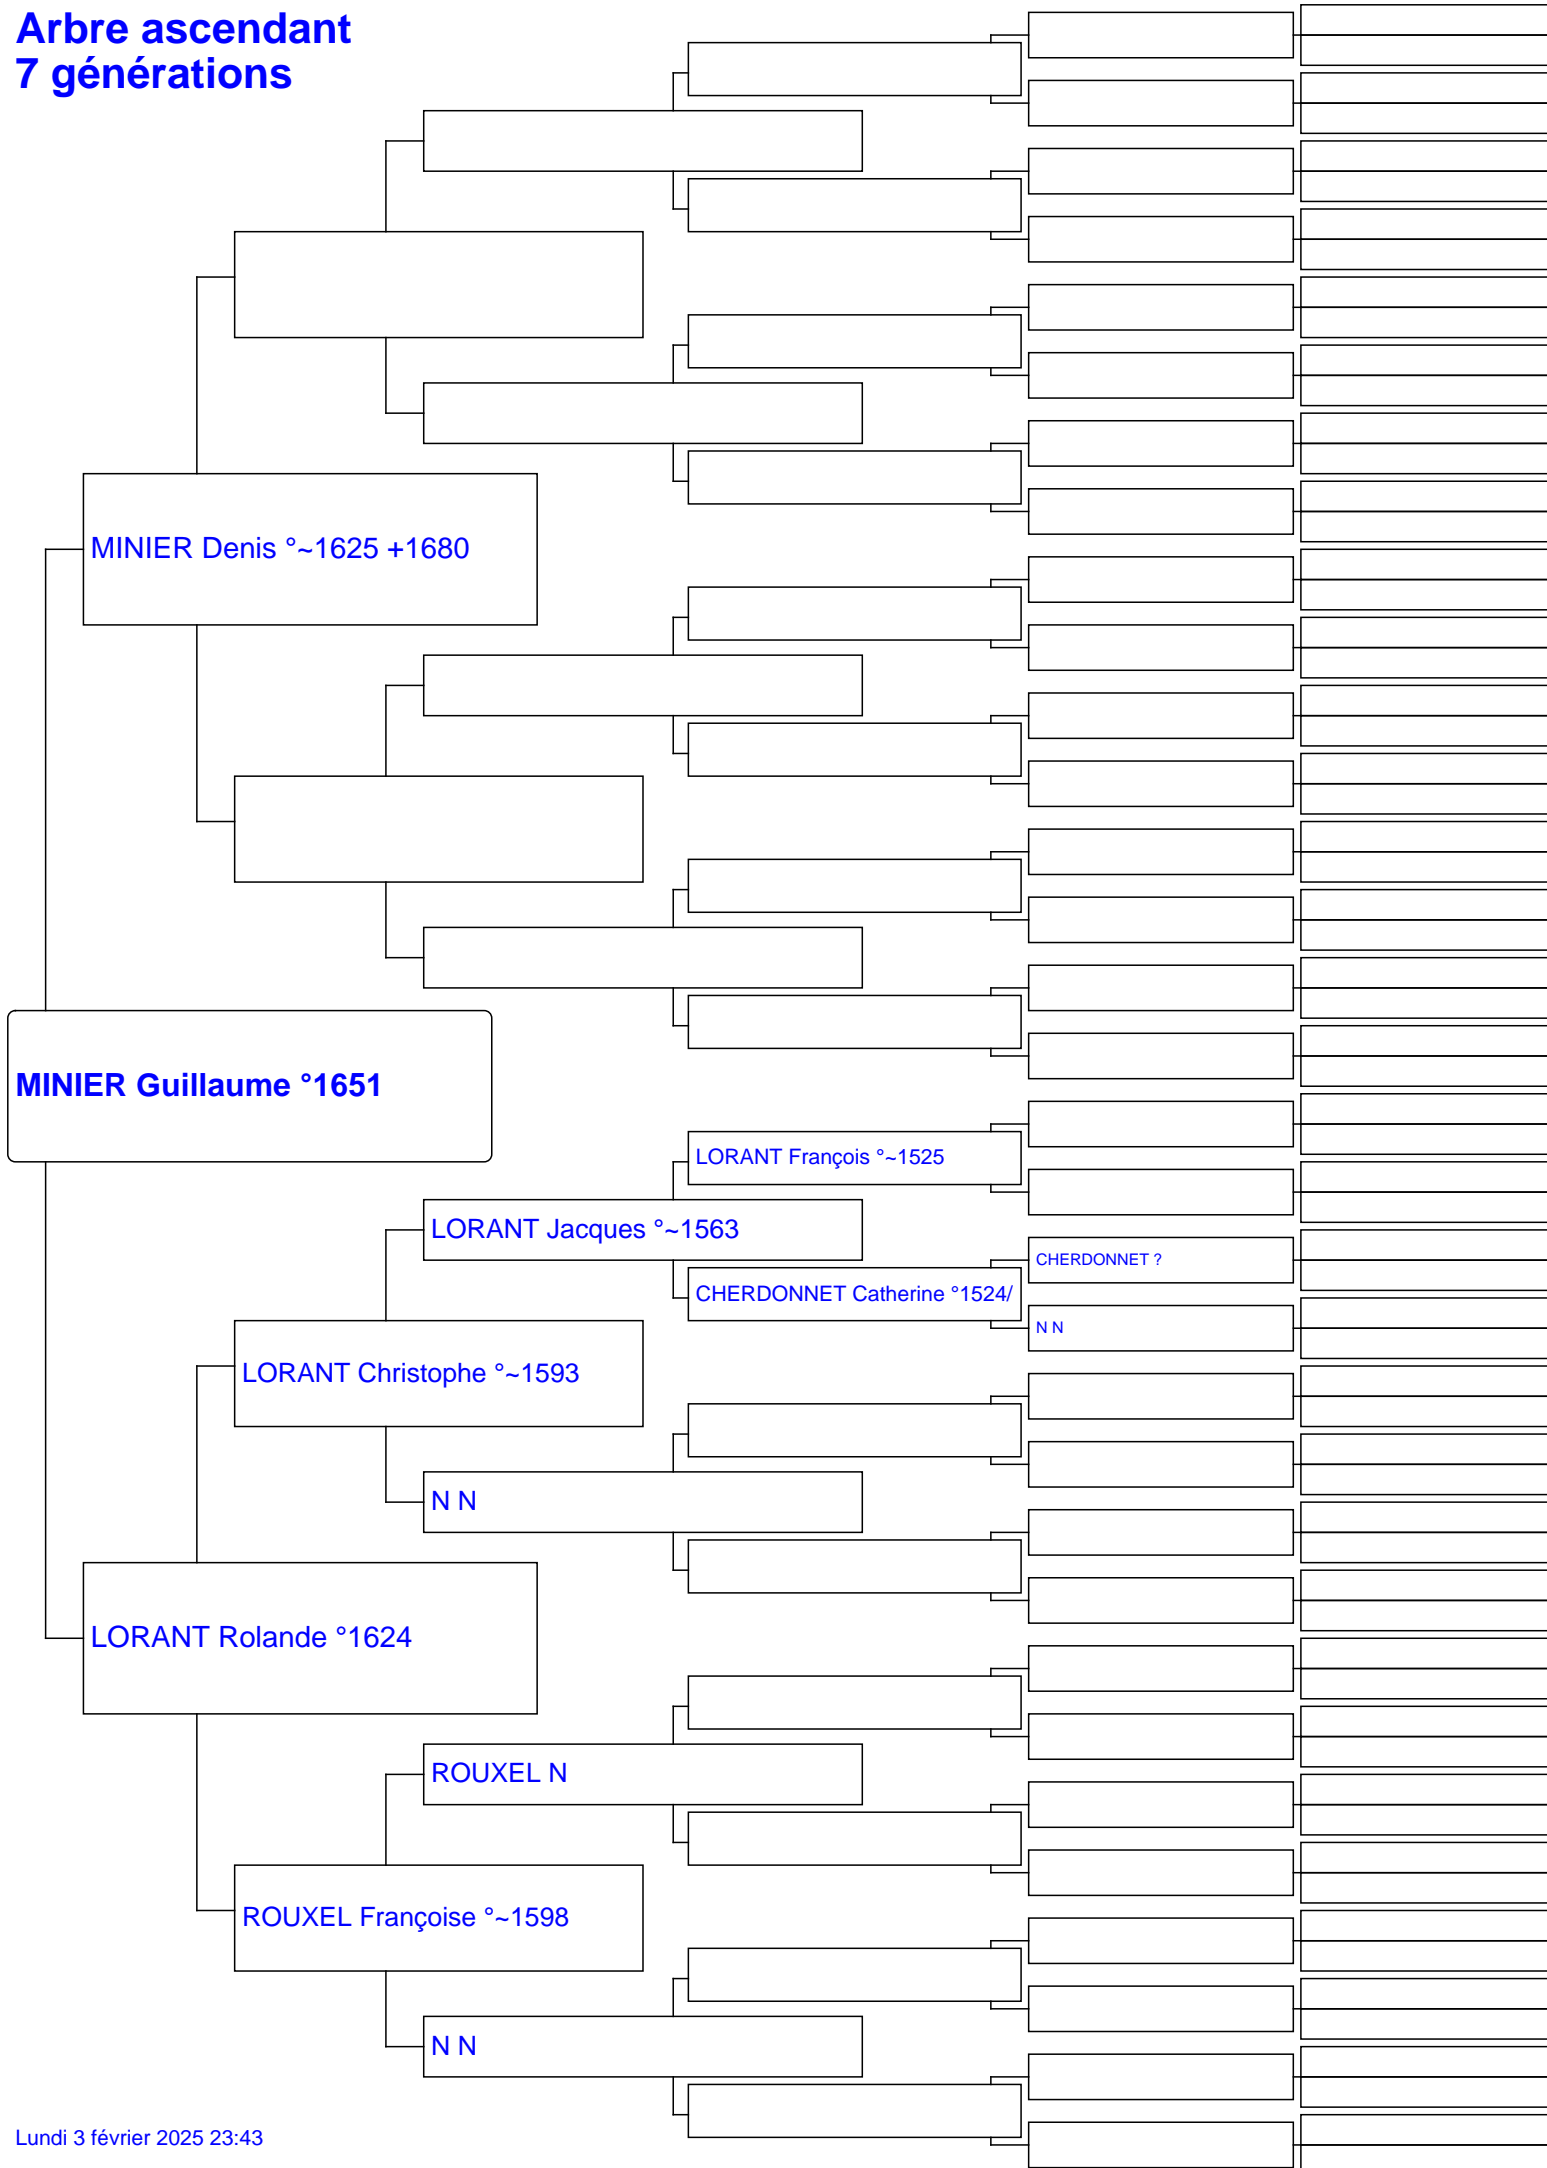 Arbre ascendant
7 générations
MINIER Denis °~1625 +1680
MINIER Guillaume °1651
LORANT François °~1525
LORANT Jacques °~1563
CHERDONNET ?
CHERDONNET Catherine °1524/
N N
LORANT Christophe °~1593
N N
LORANT Rolande °1624
ROUXEL N
ROUXEL Françoise °~1598
N N
Lundi 3 février 2025 23:43